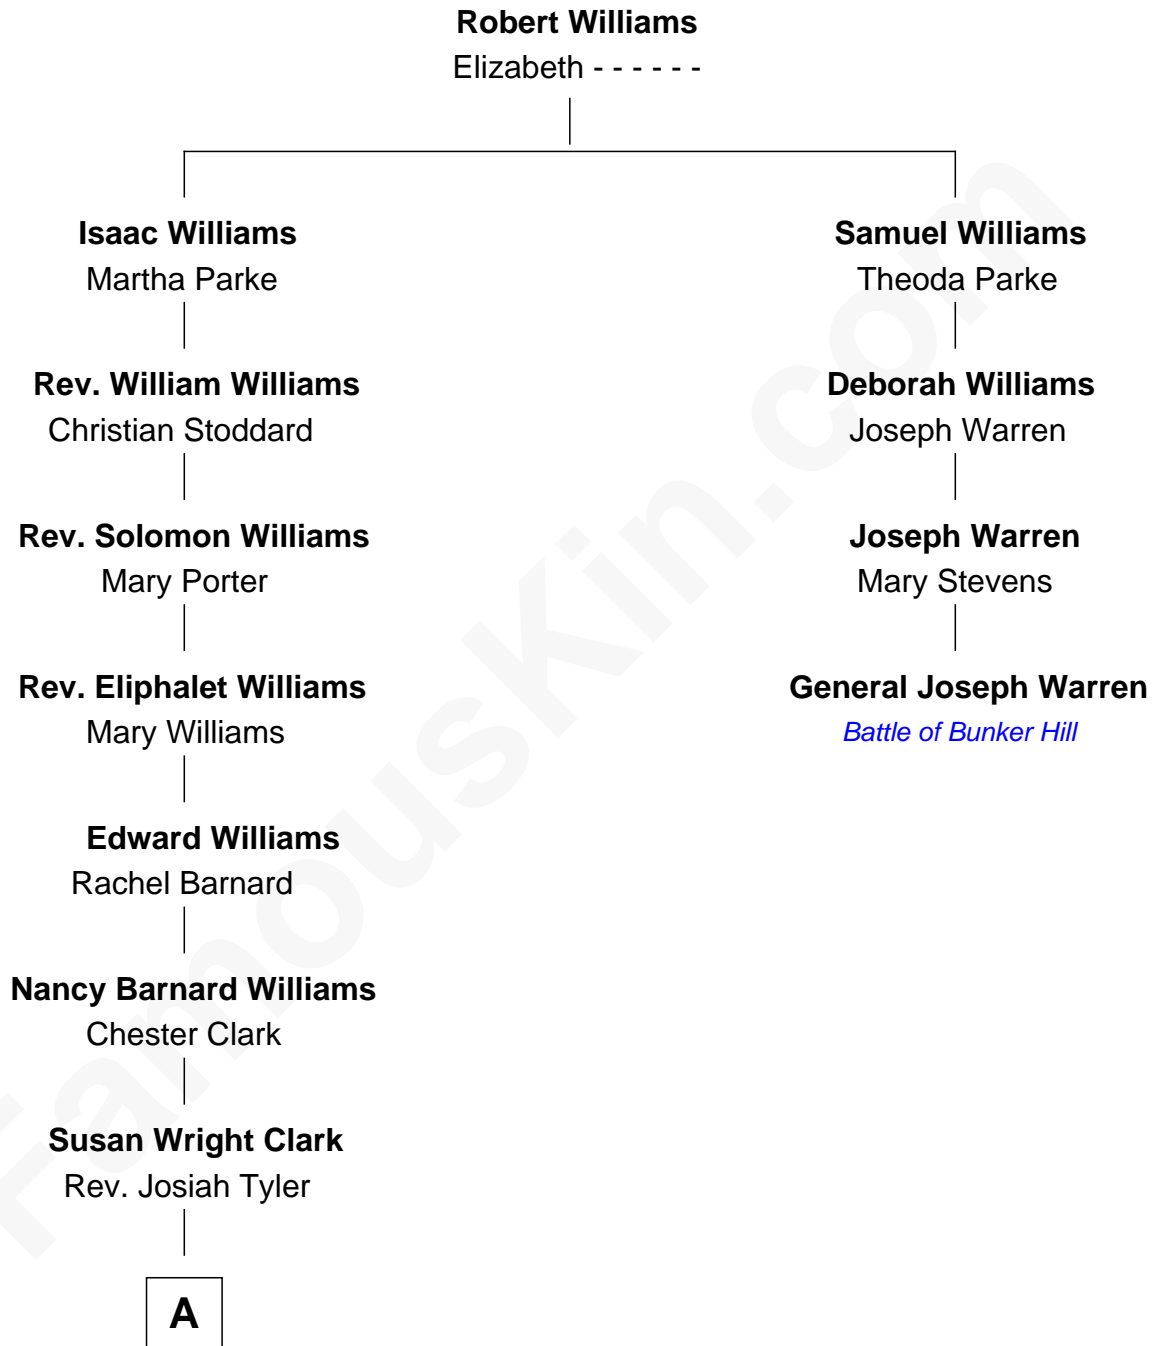 Robert Williams
Elizabeth - - - - - -
Isaac Williams
Martha Parke
Samuel Williams
Theoda Parke
Rev. William Williams
Christian Stoddard
Deborah Williams
Joseph Warren
Rev. Solomon Williams
Mary Porter
Joseph Warren
Mary Stevens
Rev. Eliphalet Williams
Mary Williams
General Joseph Warren
Battle of Bunker Hill
Edward Williams
Rachel Barnard
Nancy Barnard Williams
Chester Clark
Susan Wright Clark
Rev. Josiah Tyler
A
FamousKin.com